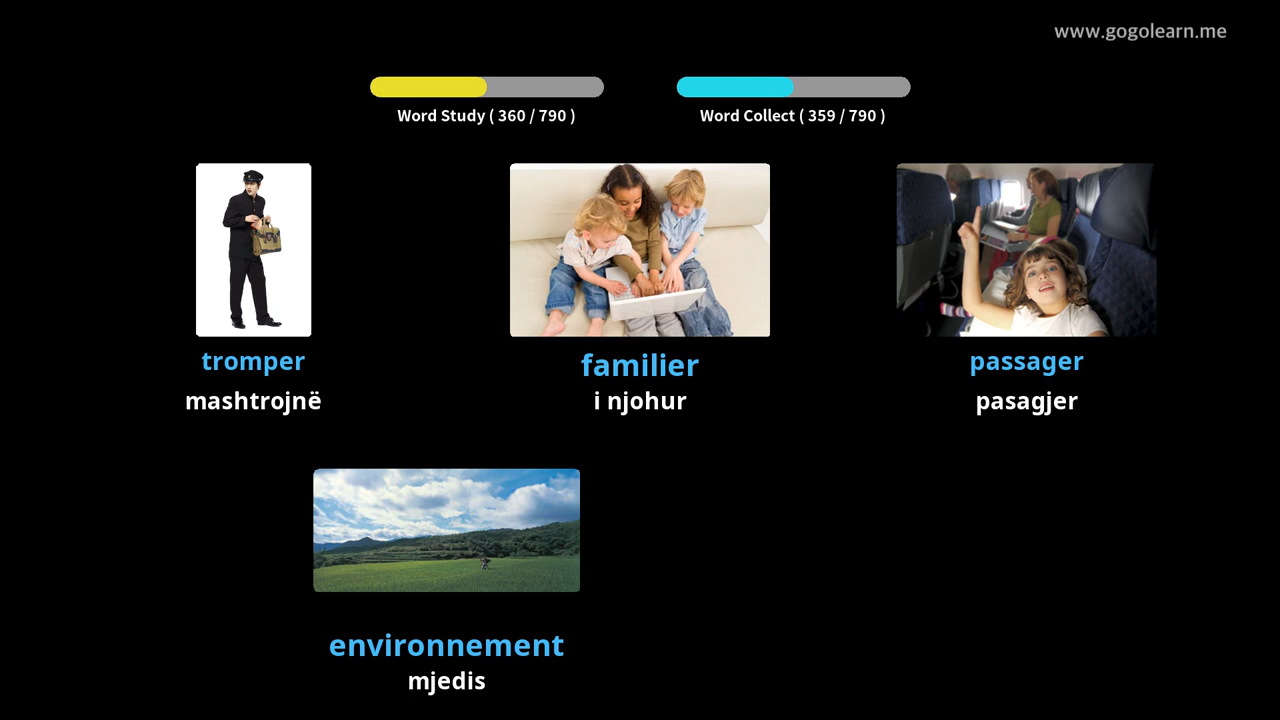 www.gogolearn.me
Word Study ( 360 / 790 )
Word Collect ( 359 / 790 )
tromper
mashtrojnë
familier
i njohur
passager
pasagjer
environnement
mjedis